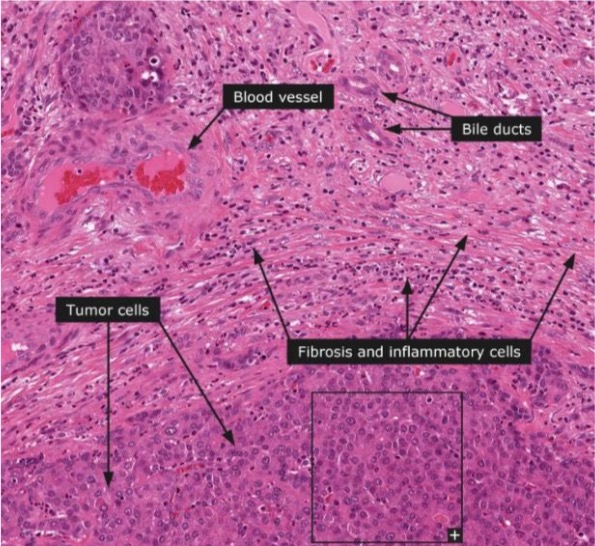 Blood vessel
Bile ducts
Tumor cells
Fibrosis and inflammatory cells
+